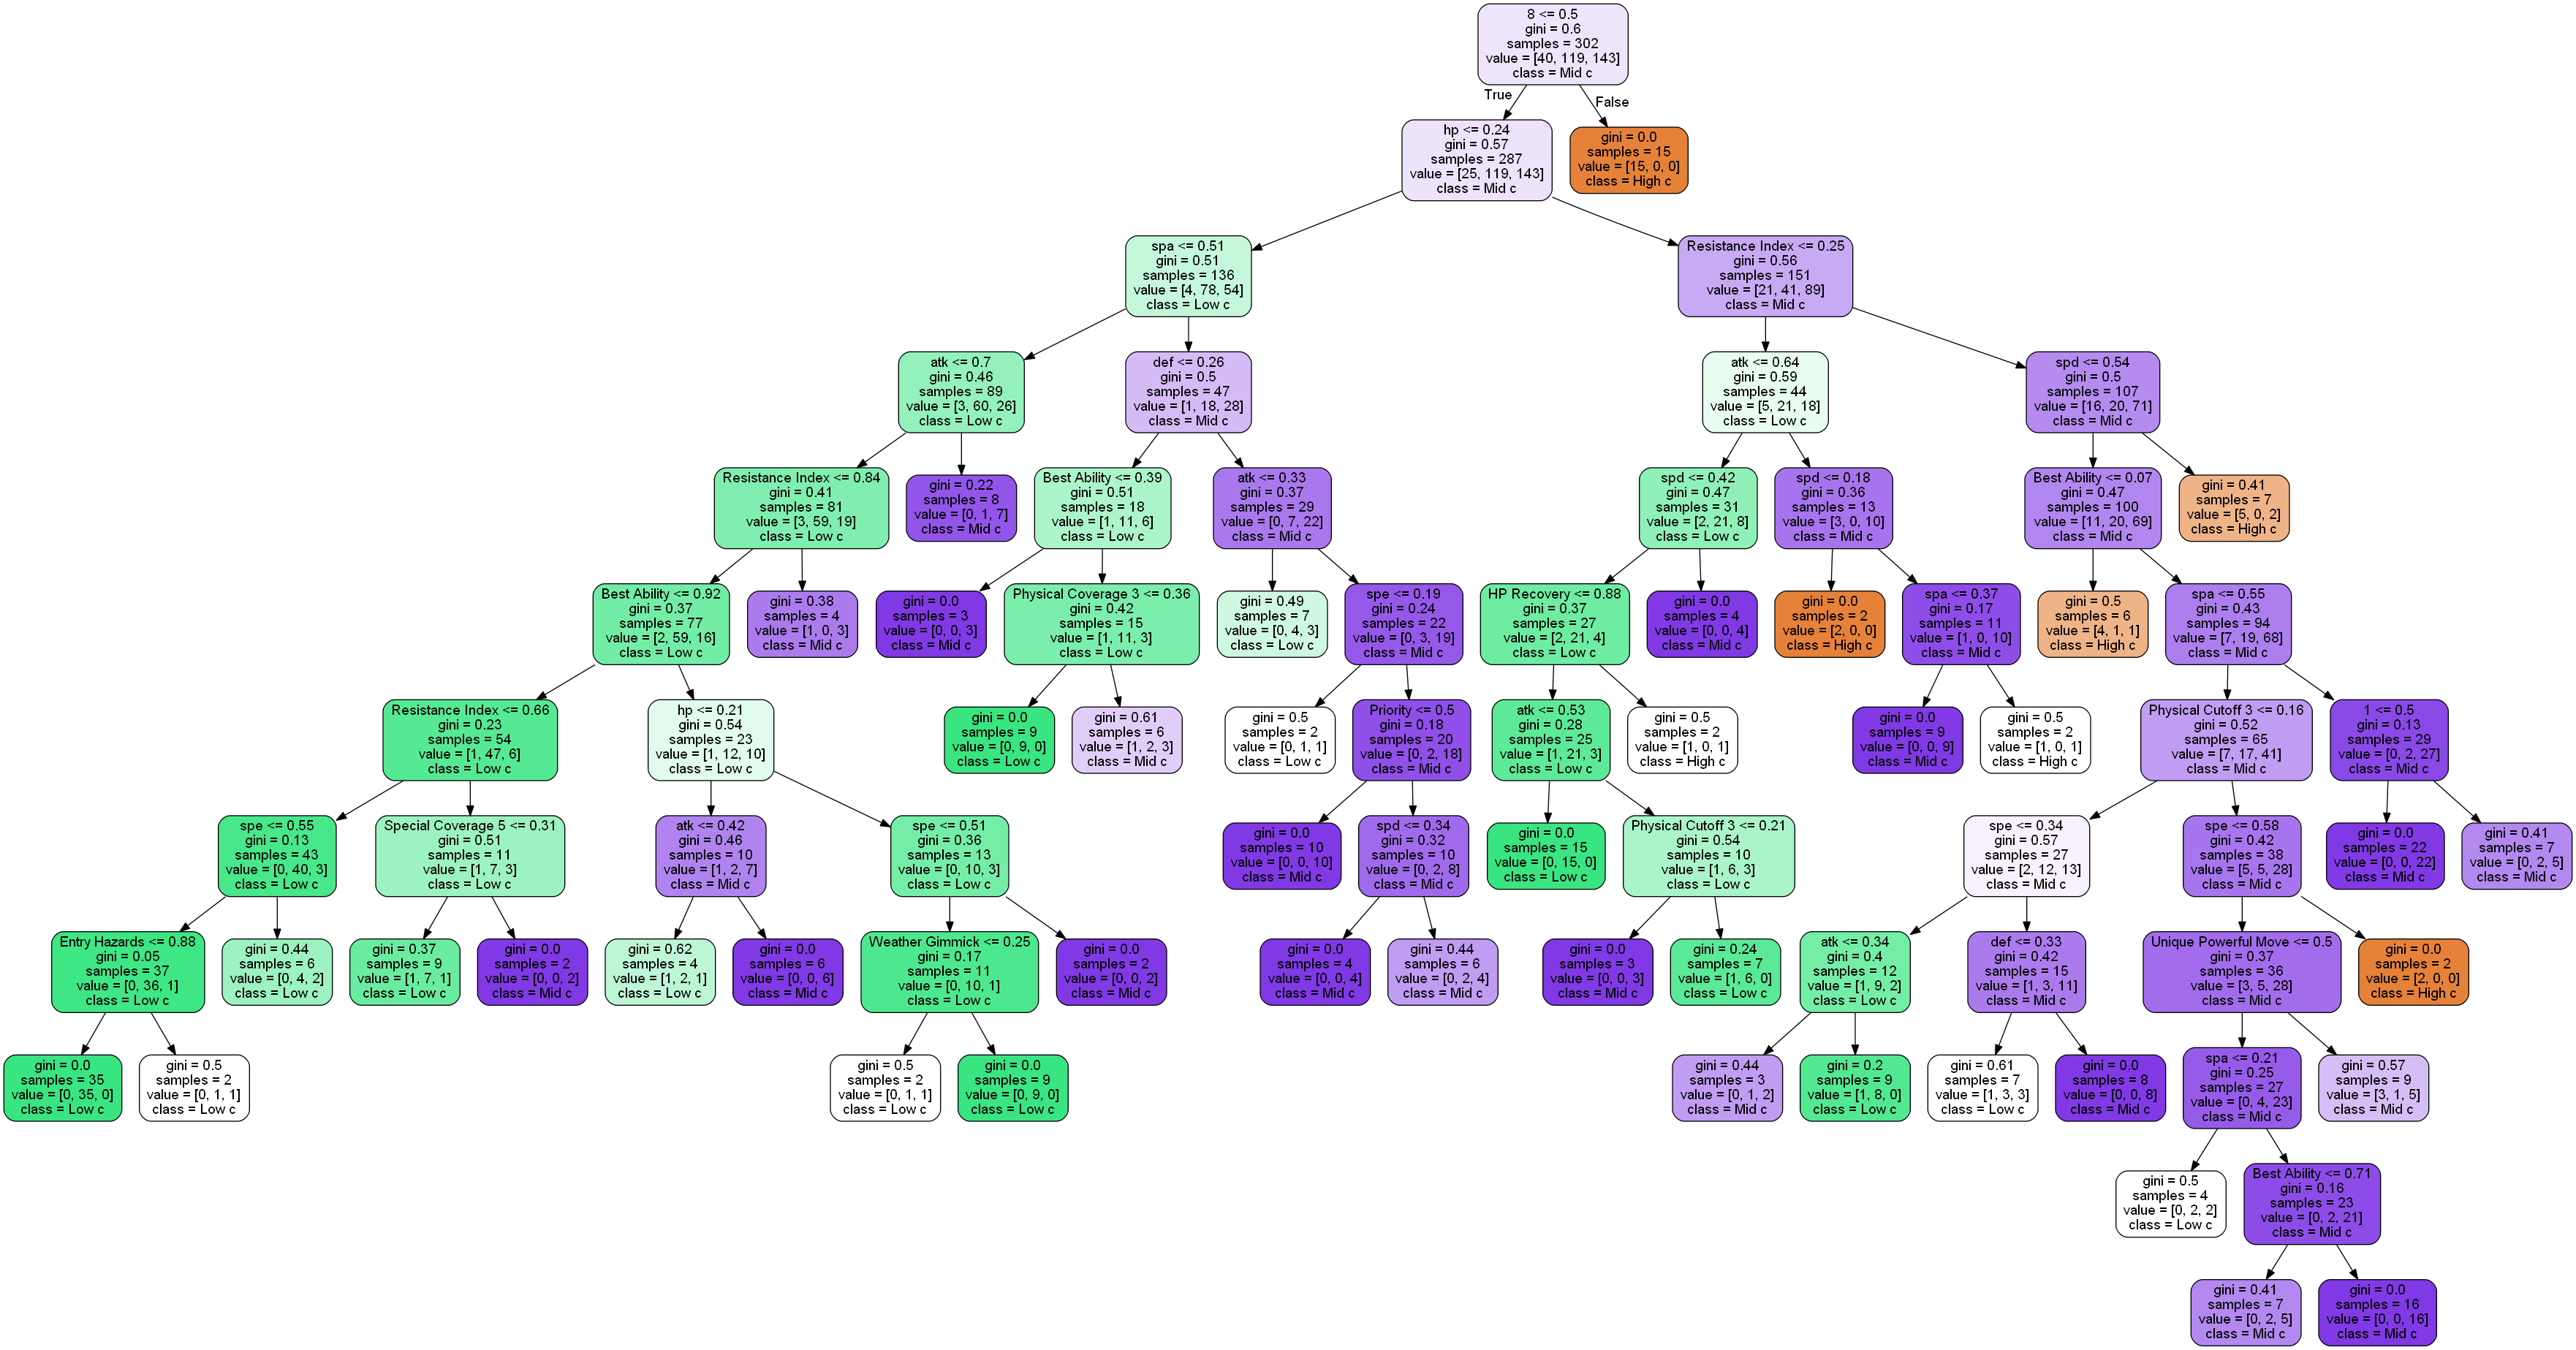 8 <= 0.5
gini = 0.6
samples = 302
value = [40, 119, 143]
class = Mid c
True
False
hp <= 0.24
gini = 0.57
samples = 287
value = [25, 119, 143]
class = Mid c
gini = 0.0
samples = 15
value = [15, 0, 0]
class = High c
spa <= 0.51
gini = 0.51
samples = 136
value = [4, 78, 54]
class = Low c
Resistance Index <= 0.25
gini = 0.56
samples = 151
value = [21, 41, 89]
class = Mid c
atk <= 0.7
gini = 0.46
samples = 89
value = [3, 60, 26]
class = Low c
def <= 0.26
gini = 0.5
samples = 47
value = [1, 18, 28]
class = Mid c
atk <= 0.64
gini = 0.59
samples = 44
value = [5, 21, 18]
class = Low c
spd <= 0.54
gini = 0.5
samples = 107
value = [16, 20, 71]
class = Mid c
Resistance Index <= 0.84
gini = 0.41
samples = 81
value = [3, 59, 19]
class = Low c
gini = 0.22
samples = 8
value = [0, 1, 7]
class = Mid c
Best Ability <= 0.39
gini = 0.51
samples = 18
value = [1, 11, 6]
class = Low c
atk <= 0.33
gini = 0.37
samples = 29
value = [0, 7, 22]
class = Mid c
spd <= 0.42
gini = 0.47
samples = 31
value = [2, 21, 8]
class = Low c
spd <= 0.18
gini = 0.36
samples = 13
value = [3, 0, 10]
class = Mid c
Best Ability <= 0.07
gini = 0.47
samples = 100
value = [11, 20, 69]
class = Mid c
gini = 0.41
samples = 7
value = [5, 0, 2]
class = High c
Best Ability <= 0.92
gini = 0.37
samples = 77
value = [2, 59, 16]
class = Low c
gini = 0.38
samples = 4
value = [1, 0, 3]
class = Mid c
gini = 0.0
samples = 3
value = [0, 0, 3]
class = Mid c
Physical Coverage 3 <= 0.36
gini = 0.42
samples = 15
value = [1, 11, 3]
class = Low c
gini = 0.49
samples = 7
value = [0, 4, 3]
class = Low c
spe <= 0.19
gini = 0.24
samples = 22
value = [0, 3, 19]
class = Mid c
HP Recovery <= 0.88
gini = 0.37
samples = 27
value = [2, 21, 4]
class = Low c
gini = 0.0
samples = 4
value = [0, 0, 4]
class = Mid c
gini = 0.0
samples = 2
value = [2, 0, 0]
class = High c
spa <= 0.37
gini = 0.17
samples = 11
value = [1, 0, 10]
class = Mid c
gini = 0.5
samples = 6
value = [4, 1, 1]
class = High c
spa <= 0.55
gini = 0.43
samples = 94
value = [7, 19, 68]
class = Mid c
Resistance Index <= 0.66
gini = 0.23
samples = 54
value = [1, 47, 6]
class = Low c
hp <= 0.21
gini = 0.54
samples = 23
value = [1, 12, 10]
class = Low c
gini = 0.0
samples = 9
value = [0, 9, 0]
class = Low c
gini = 0.61
samples = 6
value = [1, 2, 3]
class = Mid c
gini = 0.5
samples = 2
value = [0, 1, 1]
class = Low c
Priority <= 0.5
gini = 0.18
samples = 20
value = [0, 2, 18]
class = Mid c
atk <= 0.53
gini = 0.28
samples = 25
value = [1, 21, 3]
class = Low c
gini = 0.5
samples = 2
value = [1, 0, 1]
class = High c
gini = 0.0
samples = 9
value = [0, 0, 9]
class = Mid c
gini = 0.5
samples = 2
value = [1, 0, 1]
class = High c
Physical Cutoff 3 <= 0.16
gini = 0.52
samples = 65
value = [7, 17, 41]
class = Mid c
1 <= 0.5
gini = 0.13
samples = 29
value = [0, 2, 27]
class = Mid c
spe <= 0.55
gini = 0.13
samples = 43
value = [0, 40, 3]
class = Low c
Special Coverage 5 <= 0.31
gini = 0.51
samples = 11
value = [1, 7, 3]
class = Low c
atk <= 0.42
gini = 0.46
samples = 10
value = [1, 2, 7]
class = Mid c
spe <= 0.51
gini = 0.36
samples = 13
value = [0, 10, 3]
class = Low c
gini = 0.0
samples = 10
value = [0, 0, 10]
class = Mid c
spd <= 0.34
gini = 0.32
samples = 10
value = [0, 2, 8]
class = Mid c
gini = 0.0
samples = 15
value = [0, 15, 0]
class = Low c
Physical Cutoff 3 <= 0.21
gini = 0.54
samples = 10
value = [1, 6, 3]
class = Low c
spe <= 0.34
gini = 0.57
samples = 27
value = [2, 12, 13]
class = Mid c
spe <= 0.58
gini = 0.42
samples = 38
value = [5, 5, 28]
class = Mid c
gini = 0.0
samples = 22
value = [0, 0, 22]
class = Mid c
gini = 0.41
samples = 7
value = [0, 2, 5]
class = Mid c
Entry Hazards <= 0.88
gini = 0.05
samples = 37
value = [0, 36, 1]
class = Low c
gini = 0.44
samples = 6
value = [0, 4, 2]
class = Low c
gini = 0.37
samples = 9
value = [1, 7, 1]
class = Low c
gini = 0.0
samples = 2
value = [0, 0, 2]
class = Mid c
gini = 0.62
samples = 4
value = [1, 2, 1]
class = Low c
gini = 0.0
samples = 6
value = [0, 0, 6]
class = Mid c
Weather Gimmick <= 0.25
gini = 0.17
samples = 11
value = [0, 10, 1]
class = Low c
gini = 0.0
samples = 2
value = [0, 0, 2]
class = Mid c
gini = 0.0
samples = 4
value = [0, 0, 4]
class = Mid c
gini = 0.44
samples = 6
value = [0, 2, 4]
class = Mid c
gini = 0.0
samples = 3
value = [0, 0, 3]
class = Mid c
gini = 0.24
samples = 7
value = [1, 6, 0]
class = Low c
atk <= 0.34
gini = 0.4
samples = 12
value = [1, 9, 2]
class = Low c
def <= 0.33
gini = 0.42
samples = 15
value = [1, 3, 11]
class = Mid c
Unique Powerful Move <= 0.5
gini = 0.37
samples = 36
value = [3, 5, 28]
class = Mid c
gini = 0.0
samples = 2
value = [2, 0, 0]
class = High c
gini = 0.0
samples = 35
value = [0, 35, 0]
class = Low c
gini = 0.5
samples = 2
value = [0, 1, 1]
class = Low c
gini = 0.5
samples = 2
value = [0, 1, 1]
class = Low c
gini = 0.0
samples = 9
value = [0, 9, 0]
class = Low c
gini = 0.44
samples = 3
value = [0, 1, 2]
class = Mid c
gini = 0.2
samples = 9
value = [1, 8, 0]
class = Low c
gini = 0.61
samples = 7
value = [1, 3, 3]
class = Low c
gini = 0.0
samples = 8
value = [0, 0, 8]
class = Mid c
spa <= 0.21
gini = 0.25
samples = 27
value = [0, 4, 23]
class = Mid c
gini = 0.57
samples = 9
value = [3, 1, 5]
class = Mid c
gini = 0.5
samples = 4
value = [0, 2, 2]
class = Low c
Best Ability <= 0.71
gini = 0.16
samples = 23
value = [0, 2, 21]
class = Mid c
gini = 0.41
samples = 7
value = [0, 2, 5]
class = Mid c
gini = 0.0
samples = 16
value = [0, 0, 16]
class = Mid c